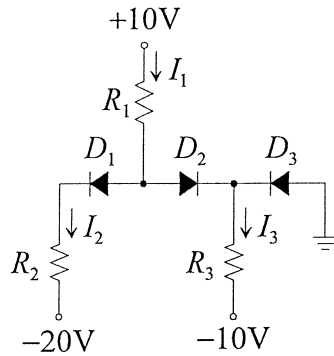 +10V
I₁
R₁
D₁ D₂ D₃
I₂ I₃
R₂ R₃
−20V −10V